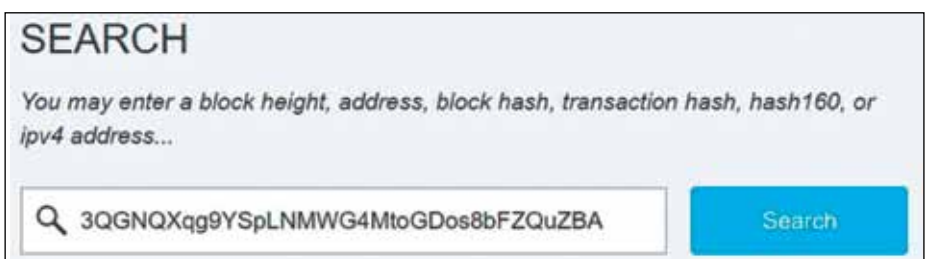 SEARCH
You may enter a block height, address, block hash, transaction hash, hash160, or
ipv4 address...
3QGNQXqg9YSpLNMWG4MtoGDos8bFZQuZBA
Search